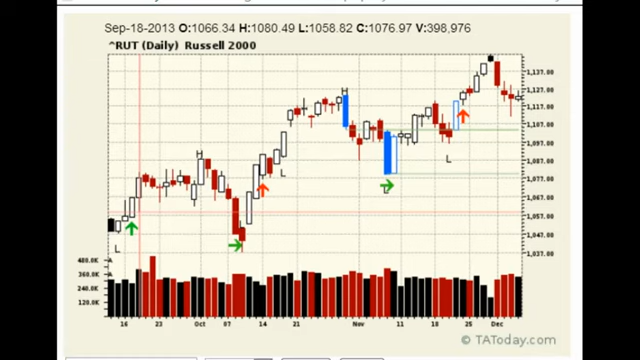 Sep-18-2013 O:1066.34 H:1080.49 L:1058.82 C:1076.97 V:398,976
^RUT (Daily) Russell 2000
1,137.00
1,127.00
1,117.00
1,107.00
1,097.00
1,087.00
1,077.00
1,067.00
1,057.00
1,047.00
1,037.00
H
H
L
L
L
L
480.0K
360.0K
240.0K
120.0K
16 23 Oct 07 14 21 Nov 11 18 25 Dec
© TAToday.com